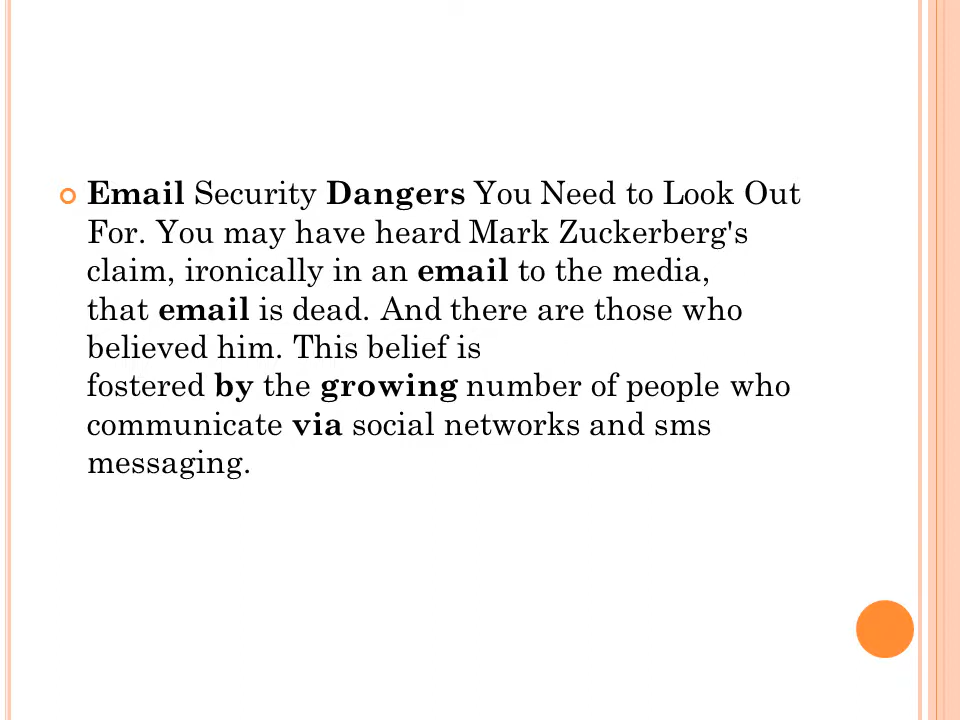 Email Security Dangers You Need to Look Out
For. You may have heard Mark Zuckerberg's
claim, ironically in an email to the media,
that email is dead. And there are those who
believed him. This belief is
fostered by the growing number of people who
communicate via social networks and sms
messaging.